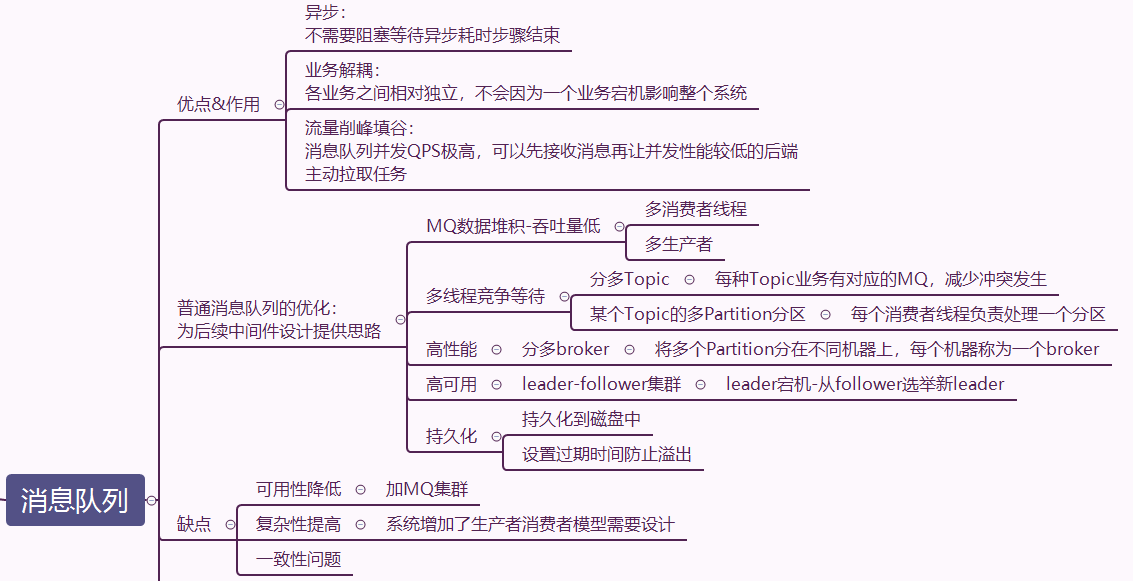 异步：
不需要阻塞等待异步耗时步骤结束
业务解耦：
各业务之间相对独立，不会因为一个业务宕机影响整个系统
优点&作用
流量削峰填谷：
消息队列并发QPS极高，可以先接收消息再让并发性能较低的后端
主动拉取任务
多消费者线程
MQ数据堆积-吞吐量低
多生产者
分多Topic
每种Topic业务有对应的MQ，减少冲突发生
多线程竞争等待
某个Topic的多Partition分区
每个消费者线程负责处理一个分区
普通消息队列的优化：
为后续中间件设计提供思路
高性能
分多broker
将多个Partition分在不同机器上，每个机器称为一个broker
高可用
leader-follower集群
leader宕机-从follower选举新leader
持久化到磁盘中
持久化
设置过期时间防止溢出
消息队列
可用性降低
加MQ集群
缺点
复杂性提高
系统增加了生产者消费者模型需要设计
一致性问题